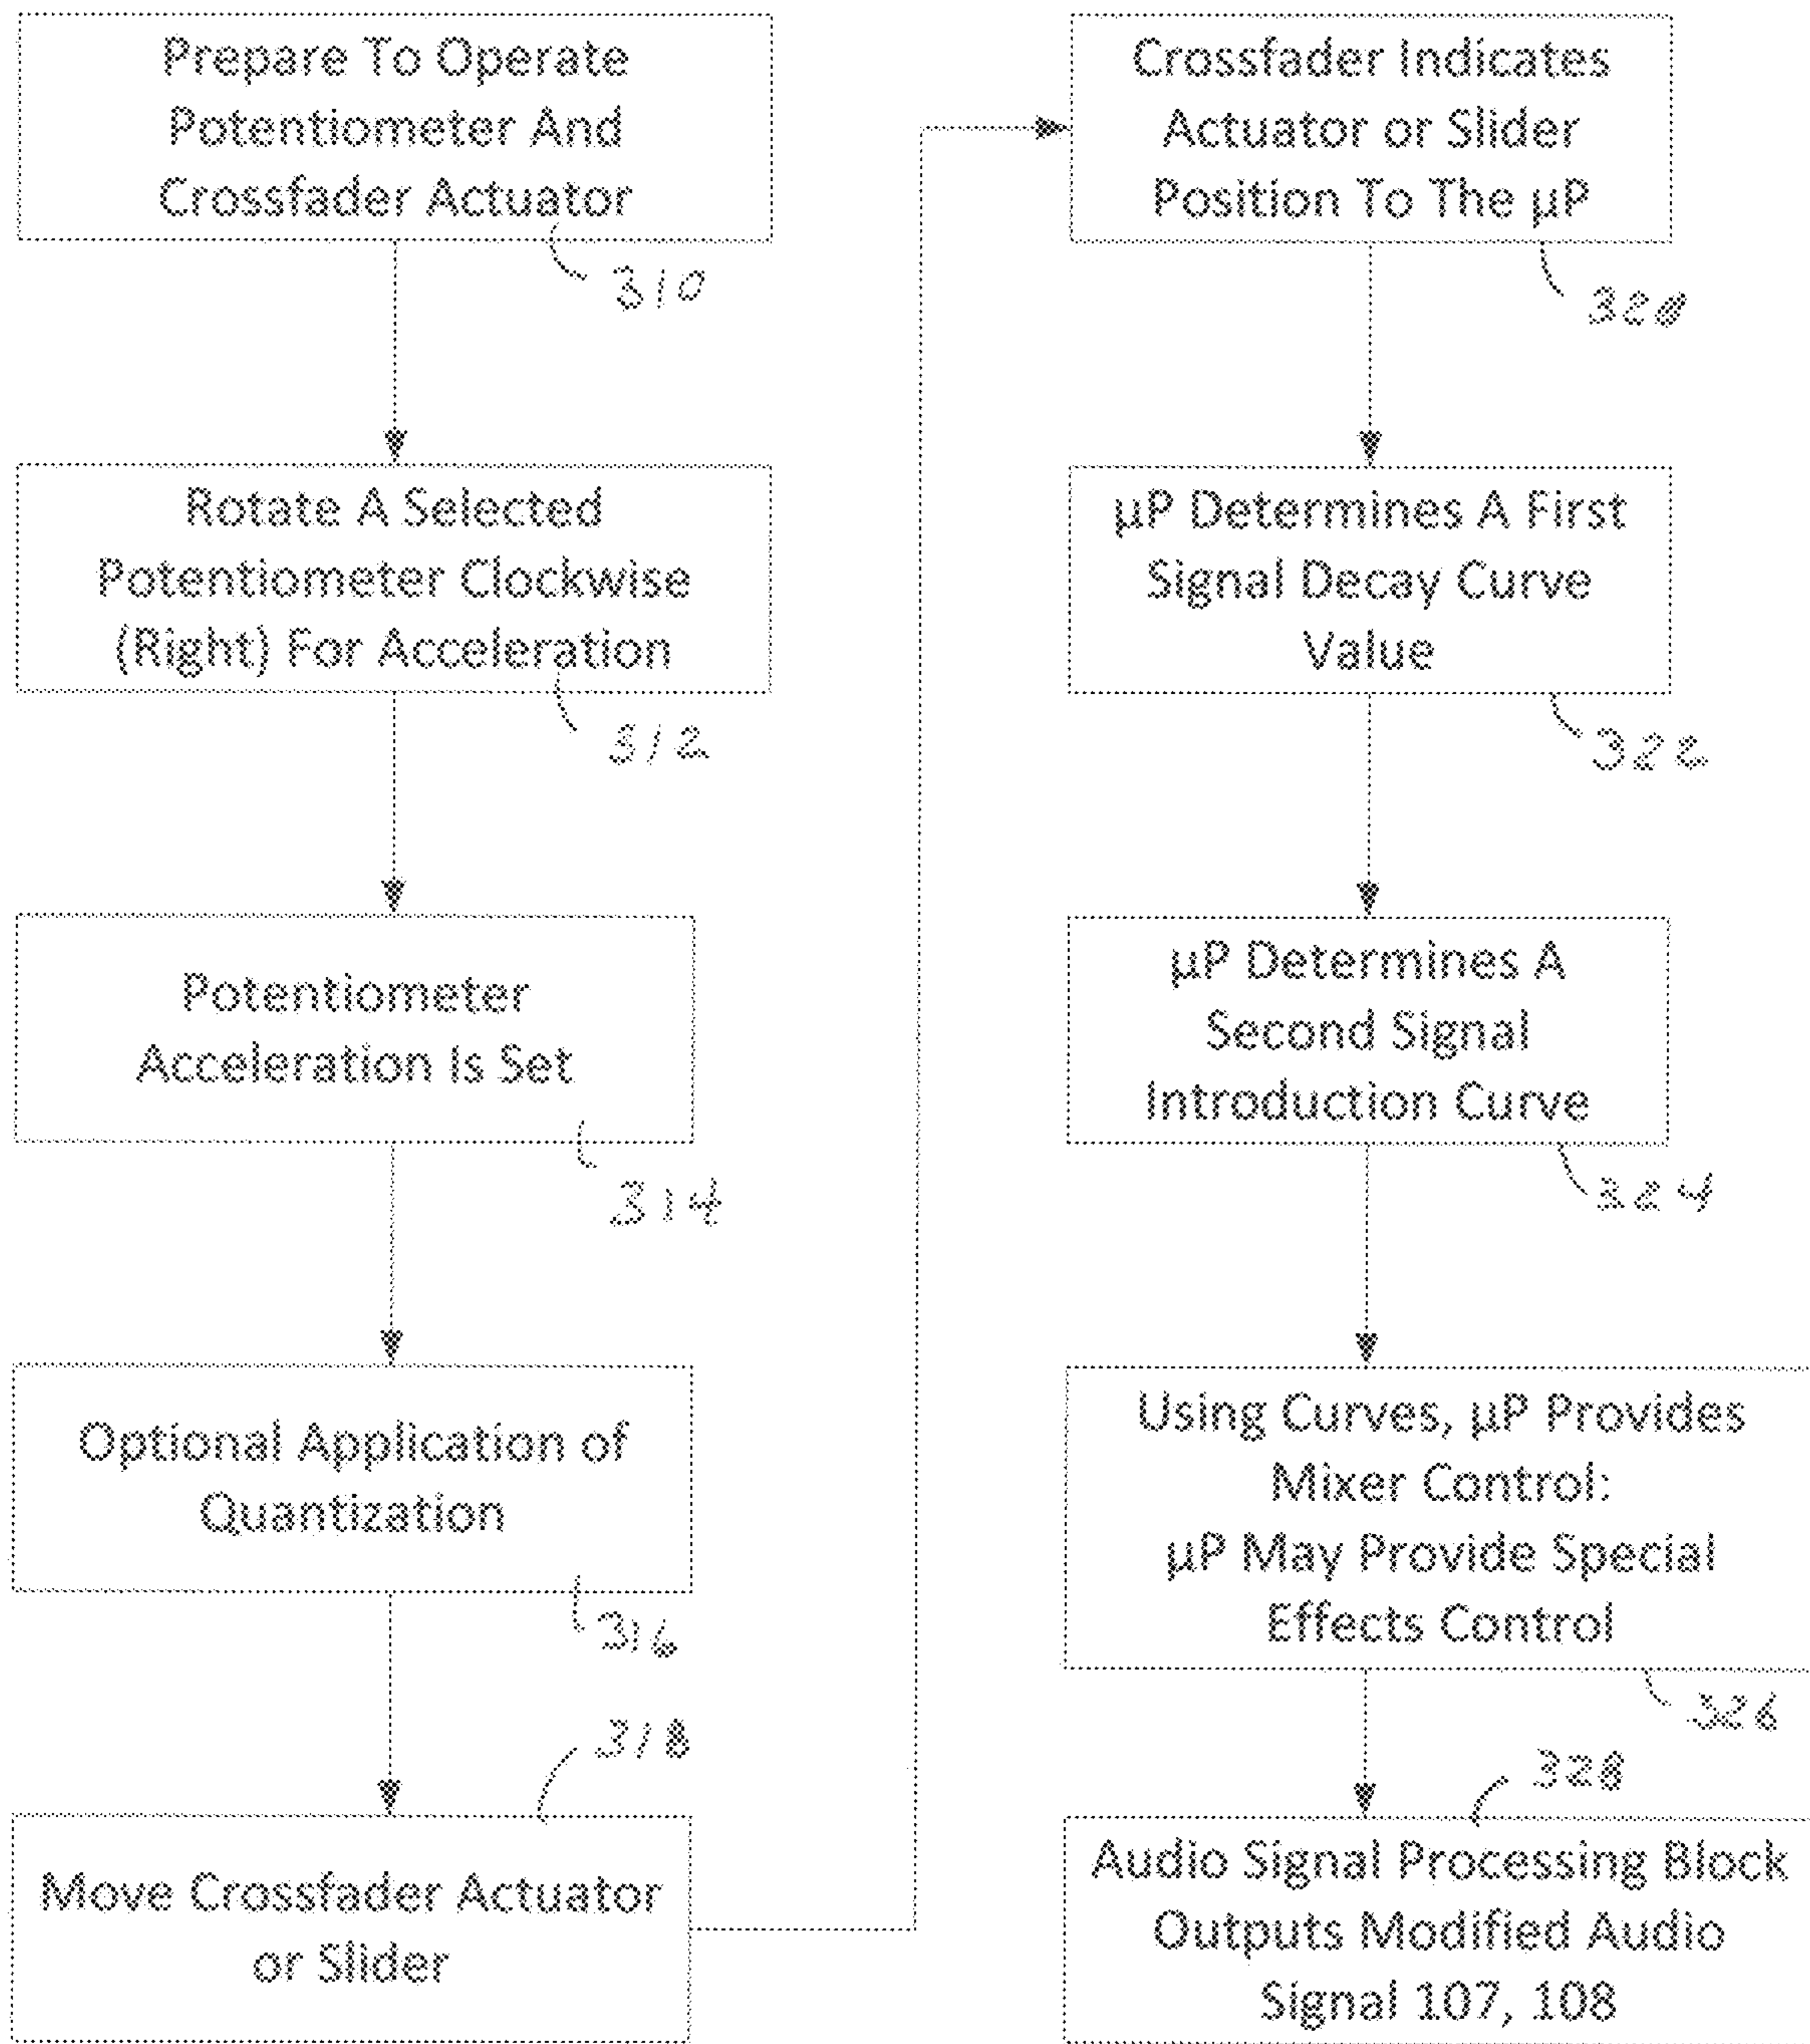 Prepare To Operate
Potentiometer And
Crossfader Actuator
310
Rotate A Selected
Potentiometer Clockwise
(Right) For Acceleration
312
Potentiometer
Acceleration Is Set
314
Optional Application of
Quantization
316
318
Move Crossfader Actuator
or Slider
Crossfader Indicates
Actuator or Slider
Position To The µP
320
µP Determines A First
Signal Decay Curve
Value
322
µP Determines A
Second Signal
Introduction Curve
324
Using Curves, µP Provides
Mixer Control:
µP May Provide Special
Effects Control
326
328
Audio Signal Processing Block
Outputs Modified Audio
Signal 107, 108